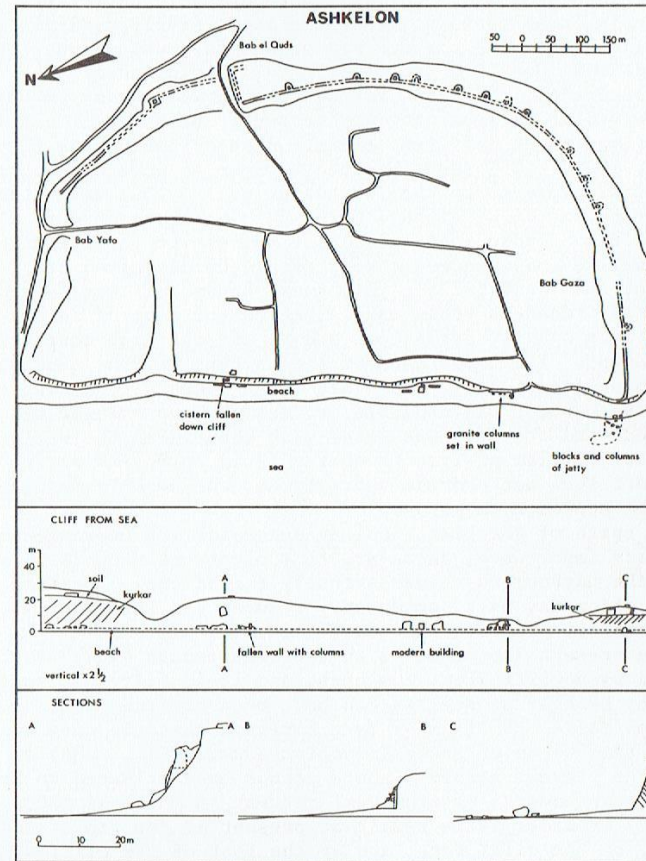 ASHKELON
Bab el Quds
50 0 50 100 150 m
N
Bab Yafo
Bab Gaza
beach
cistern fallen
down cliff
granite columns
set in wall
blocks and columns
of jetty
sea
CLIFF FROM SEA
m
40
20
0
soil
kurkar
A
B
C
kurkar
beach
A
fallen wall with columns
modern building
B
C
vertical x 2½
SECTIONS
A A B B C
0 10 20m